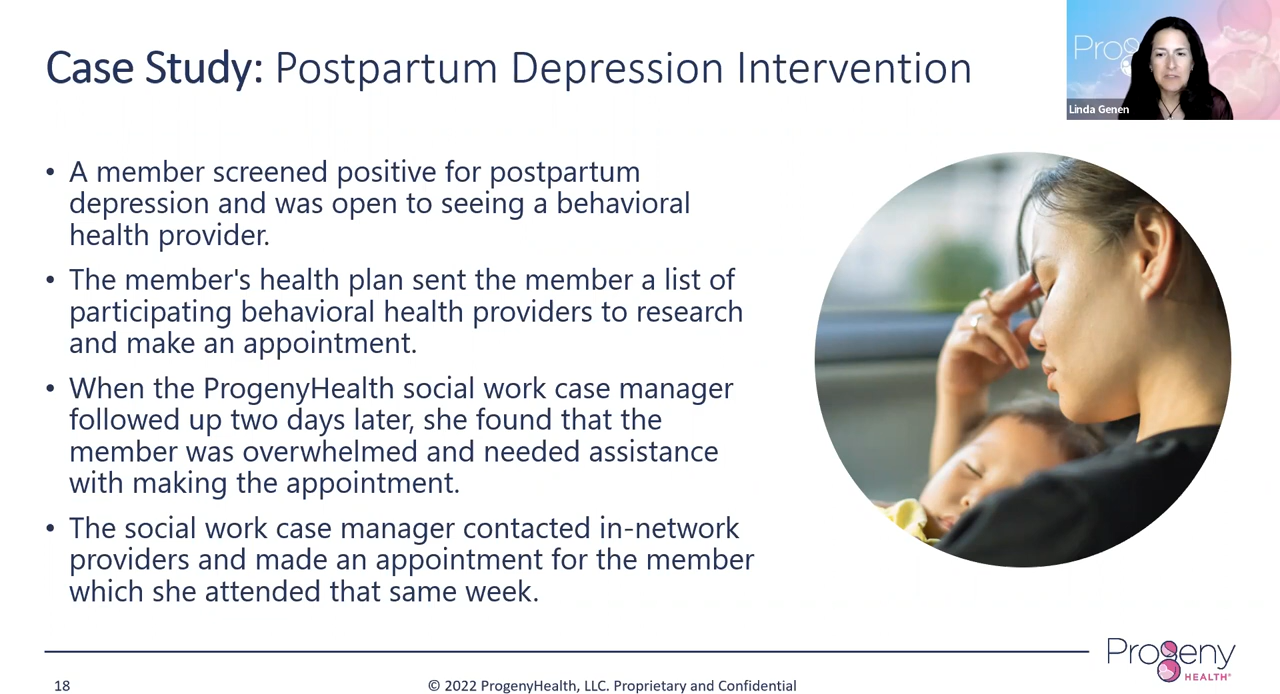 Case Study: Postpartum Depression Intervention
Linda Genen
• A member screened positive for postpartum
depression and was open to seeing a behavioral
health provider.
• The member's health plan sent the member a list of
participating behavioral health providers to research
and make an appointment.
• When the ProgenyHealth social work case manager
followed up two days later, she found that the
member was overwhelmed and needed assistance
with making the appointment.
• The social work case manager contacted in-network
providers and made an appointment for the member
which she attended that same week.
Progeny
HEALTH®
18
© 2022 ProgenyHealth, LLC. Proprietary and Confidential